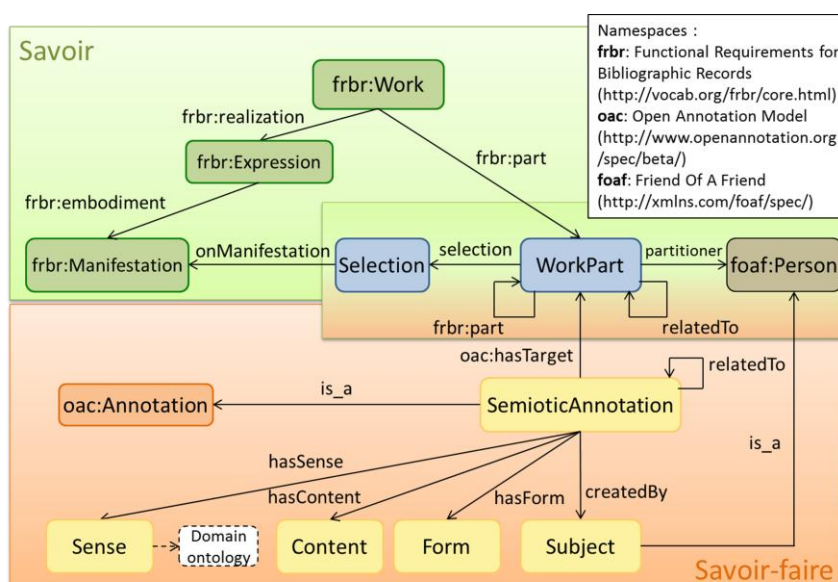 Savoir
Namespaces :
frbr: Functional Requirements for
Bibliographic Records
(http://vocab.org/frbr/core.html)
oac: Open Annotation Model
(http://www.openannotation.org
/spec/beta/)
foaf: Friend Of A Friend
(http://xmlns.com/foaf/spec/)
frbr:Work
frbr:realization
frbr:Expression
frbr:part
frbr:embodiment
frbr:Manifestation
onManifestation
Selection
selection
WorkPart
partitioner
foaf:Person
frbr:part
relatedTo
oac:hasTarget
relatedTo
oac:Annotation
is_a
SemioticAnnotation
is_a
hasSense
hasContent
hasForm
createdBy
Sense
Domain
ontology
Content
Form
Subject
Savoir-faire